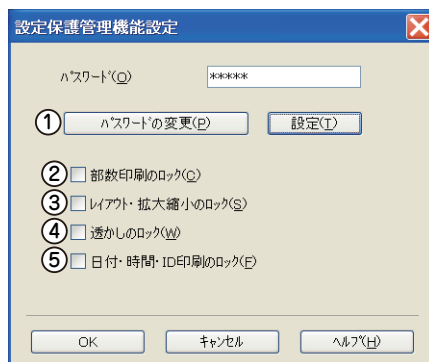 設定保護管理機能設定
ﾊﾟｽﾜｰﾄﾞ(O) *****
① ﾊﾟｽﾜｰﾄﾞの変更(P) 設定(T)
② 部数印刷のﾛｯｸ(C)
③ ﾚｲｱｳﾄ・拡大縮小のﾛｯｸ(S)
④ 透かしのﾛｯｸ(W)
⑤ 日付・時間・ID印刷のﾛｯｸ(F)
OK ｷｬﾝｾﾙ ﾍﾙﾌﾟ(H)